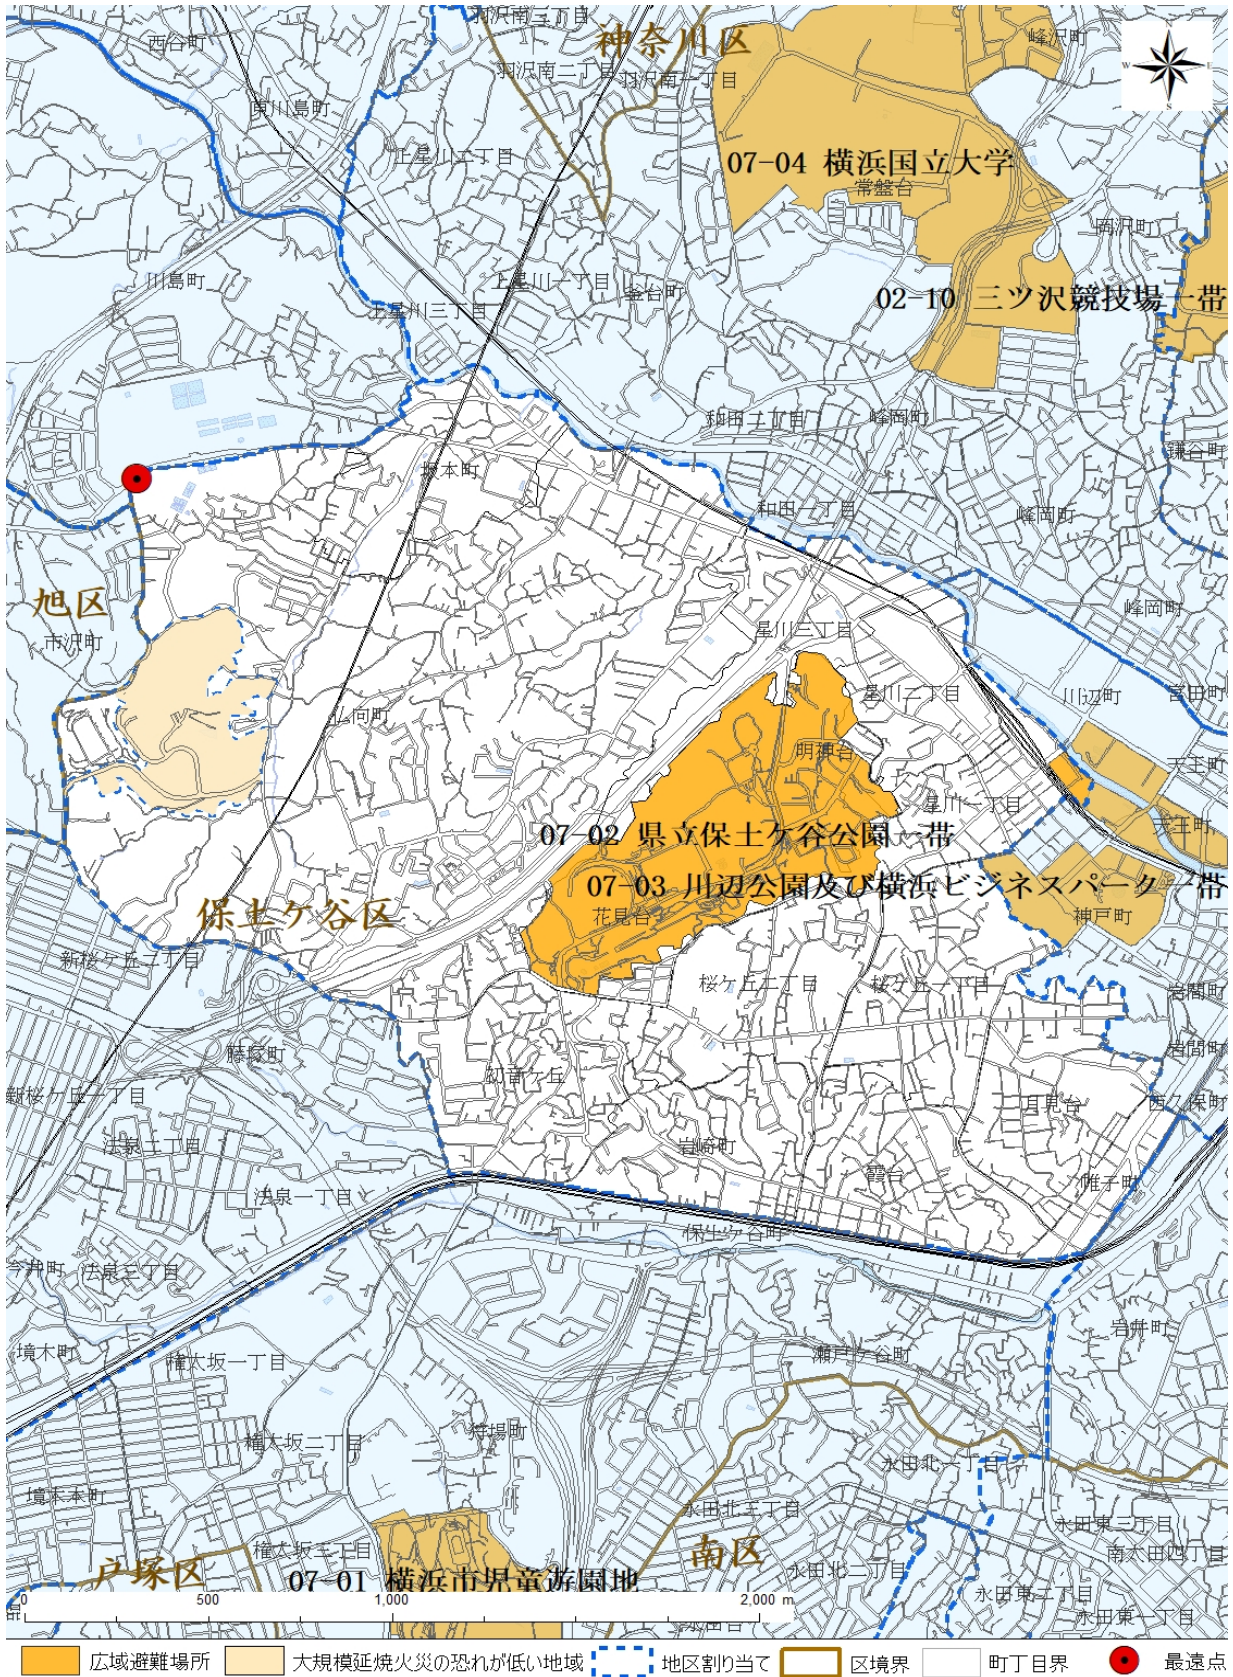 羽沢南三丁目
神奈川区
峰沢町
西谷町
羽沢南二丁目
羽沢南一丁目
N
W
E
S
東川島町
上星川二丁目
07-04 横浜国立大学
常盤台
岡沢町
川島町
上星川一丁目
釜台町
上星川三丁目
02-10 三ツ沢競技場一帯
和田二丁目
峰岡町
鎌谷町
坂本町
和田一丁目
峰岡町
旭区
市沢町
峰岡町
星川三丁目
仏向町
星川二丁目
川辺町
宮田町
明神台
天王町
星川一丁目
天王町
07-02 県立保土ケ谷公園一帯
07-03 川辺公園及び横浜ビジネスパーク一帯
保土ケ谷区
花見台
神戸町
新桜ケ丘二丁目
桜ケ丘二丁目
桜ケ丘一丁目
岩間町
藤塚町
岩間町
初音ケ丘
新桜ケ丘一丁目
月見台
西久保町
法泉二丁目
岩崎町
霞台
帷子町
法泉一丁目
保土ケ谷町
今井町
法泉三丁目
岩井町
境木町
権太坂一丁目
瀬戸ケ谷町
狩場町
権太坂二丁目
永田北一丁目
境木本町
永田北三丁目
永田東三丁目
戸塚区
権太坂三丁目
南区
永田北二丁目
南太田四丁目
07-01 横浜市児童遊園地
永田東二丁目
永田東一丁目
0 500 1,000 2,000 m
広域避難場所
大規模延焼火災の恐れが低い地域
地区割り当て
区境界
町丁目界
最遠点